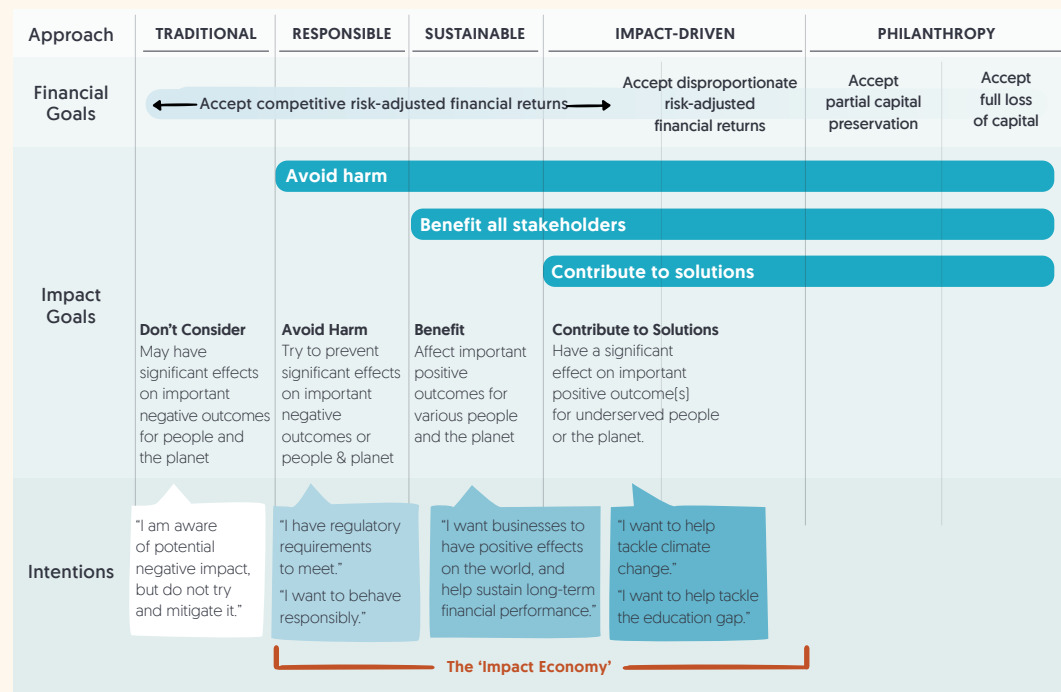 Approach
TRADITIONAL
RESPONSIBLE
SUSTAINABLE
IMPACT-DRIVEN
PHILANTHROPY
Financial
Goals
Accept competitive risk-adjusted financial returns
Accept disproportionate
risk-adjusted
financial returns
Accept
partial capital
preservation
Accept
full loss
of capital
Impact
Goals
Avoid harm
Benefit all stakeholders
Contribute to solutions
Don't Consider
May have
significant effects
on important
negative outcomes
for people and
the planet
Avoid Harm
Try to prevent
significant effects
on important
negative
outcomes or
people & planet
Benefit
Affect important
positive
outcomes for
various people
and the planet
Contribute to Solutions
Have a significant
effect on important
positive outcome(s)
for underserved people
or the planet.
Intentions
“I am aware
of potential
negative impact,
but do not try
and mitigate it.”
“I have regulatory
requirements
to meet.”
“I want to behave
responsibly.”
“I want businesses to
have positive effects
on the world, and
help sustain long-term
financial performance.”
“I want to help
tackle climate
change.”
“I want to help tackle
the education gap.”
The ‘Impact Economy’